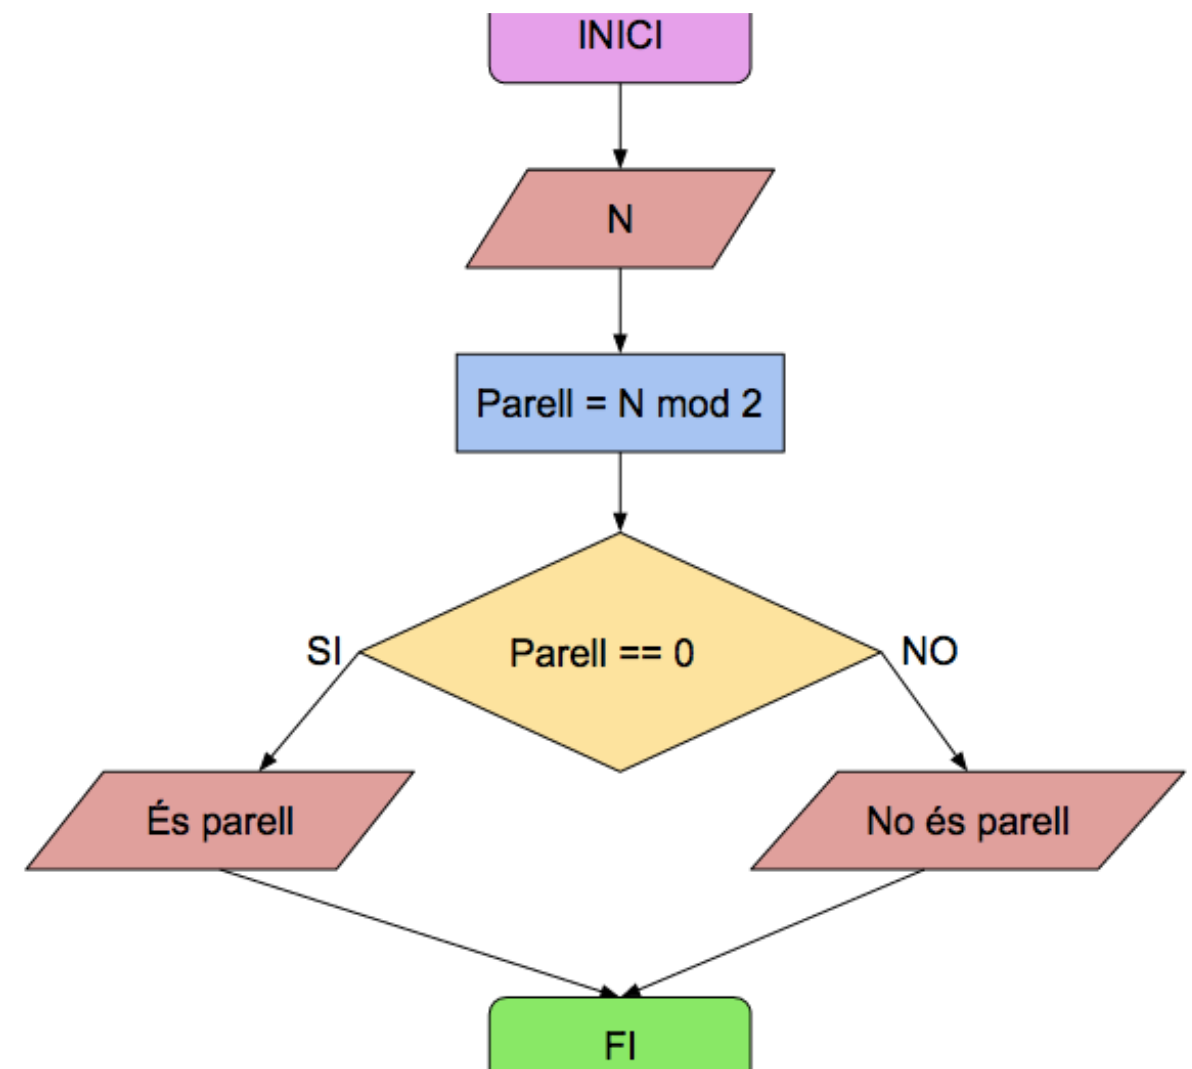 INICI
N
Parell = N mod 2
SI
Parell == 0
NO
És parell
No és parell
FI